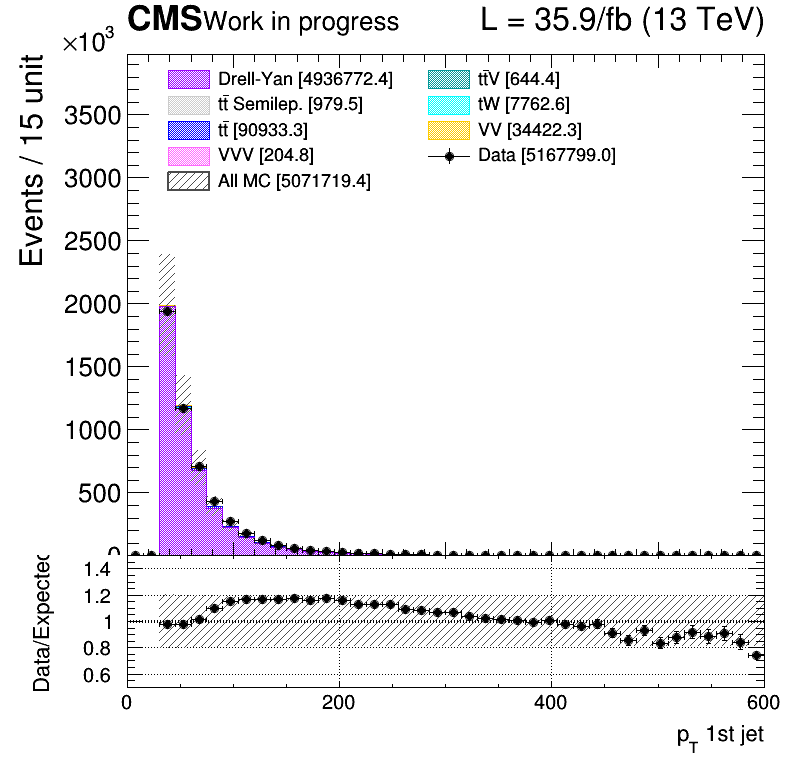 CMS Work in progress L = 35.9/fb (13 TeV)
×10³
Events / 15 unit
Drell-Yan [4936772.4]
tt̄ Semilep. [979.5]
tt̄ [90933.3]
VVV [204.8]
All MC [5071719.4]
tt̄V [644.4]
tW [7762.6]
VV [34422.3]
Data [5167799.0]
3500
3000
2500
2000
1500
1000
500
0
Data/Expected
1.4
1.2
1
0.8
0.6
0 200 400 600
p_T 1st jet